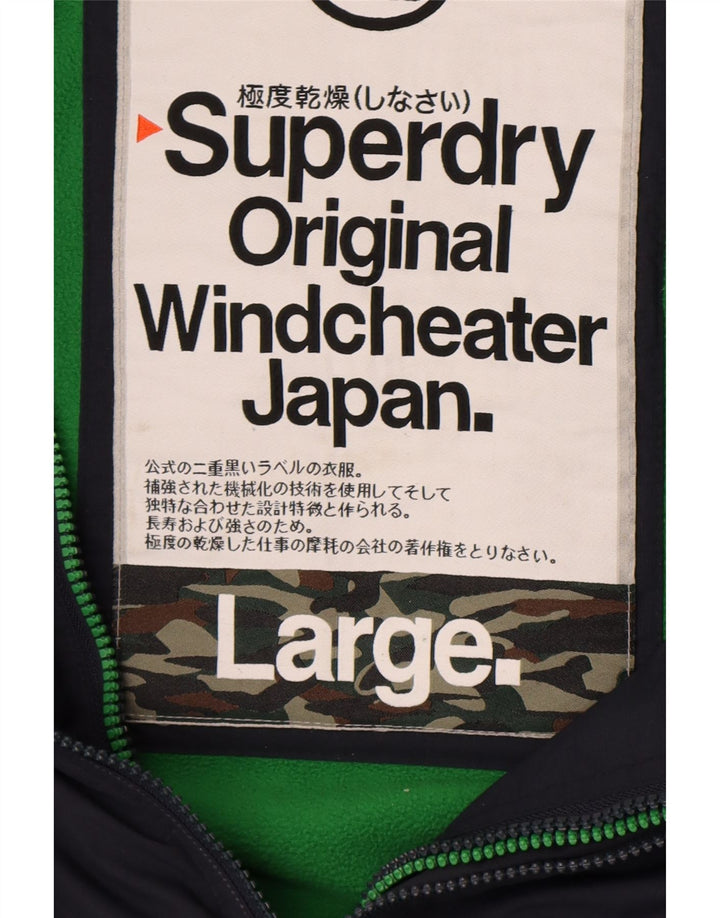 極度乾燥(しなさい)
Superdry
Original
Windcheater
Japan.
公式の二重黒いラベルの衣服。
補強された機械化の技術を使用してそして
独特な合わせた設計特徴と作られる。
長寿および強さのため。
極度の乾燥した仕事の摩耗の会社の著作権をとりなさい。
Large.